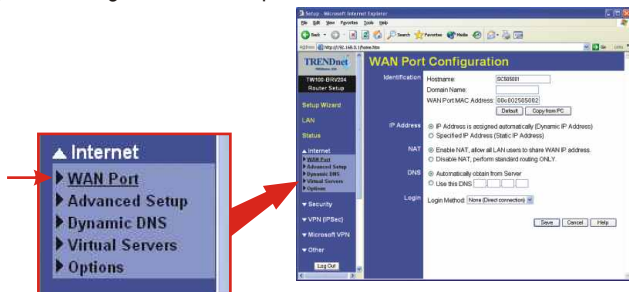 Setup - Microsoft Internet Explorer
File Edit View Favorites Tools Help
Back Search Favorites Media
Address
TRENDnet
TW100-BRV204
Router Setup
Setup Wizard
LAN
Status
Internet
WAN Port
Advanced Setup
Dynamic DNS
Virtual Servers
Options
Security
VPN (IPSec)
Microsoft VPN
Other
Log Out
WAN Port Configuration
Identification
Hostname:
Domain Name:
WAN Port MAC Address:
Default Copy from PC
IP Address
IP Address is assigned automatically (Dynamic IP Address)
Specified IP Address (Static IP Address)
NAT
Enable NAT, allow all LAN users to share WAN IP address.
Disable NAT, perform standard routing ONLY.
DNS
Automatically obtain from Server
Use this DNS
Login
Login Method: None (Direct connection)
Save Cancel Help
Internet
WAN Port
Advanced Setup
Dynamic DNS
Virtual Servers
Options